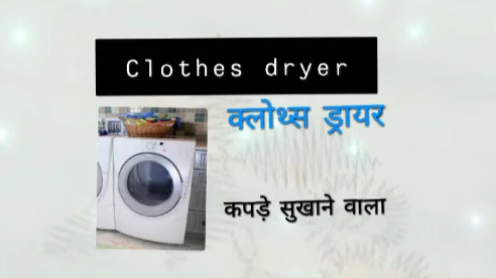 Clothes dryer
क्लोथ्स ड्रायर
कपड़े सुखाने वाला